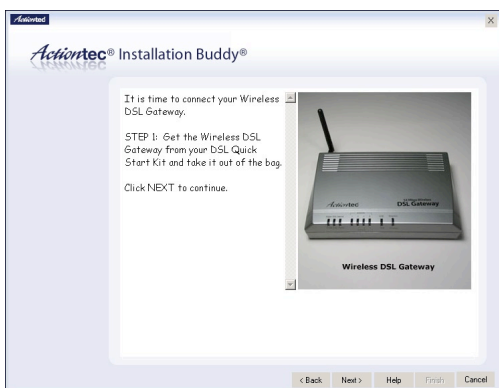 Actiontec
Actiontec® Installation Buddy®
It is time to connect your Wireless
DSL Gateway.
STEP 1: Get the Wireless DSL
Gateway from your DSL Quick
Start Kit and take it out of the bag.
Click NEXT to continue.
Actiontec
DSL Gateway
Wireless DSL Gateway
< Back
Next >
Help
Finish
Cancel